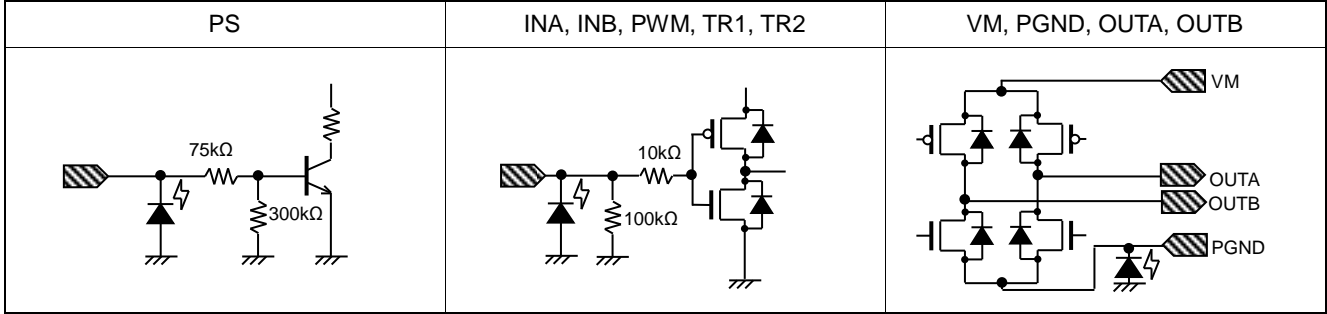 PS
INA, INB, PWM, TR1, TR2
VM, PGND, OUTA, OUTB
75kΩ
300kΩ
10kΩ
100kΩ
VM
OUTA
OUTB
PGND